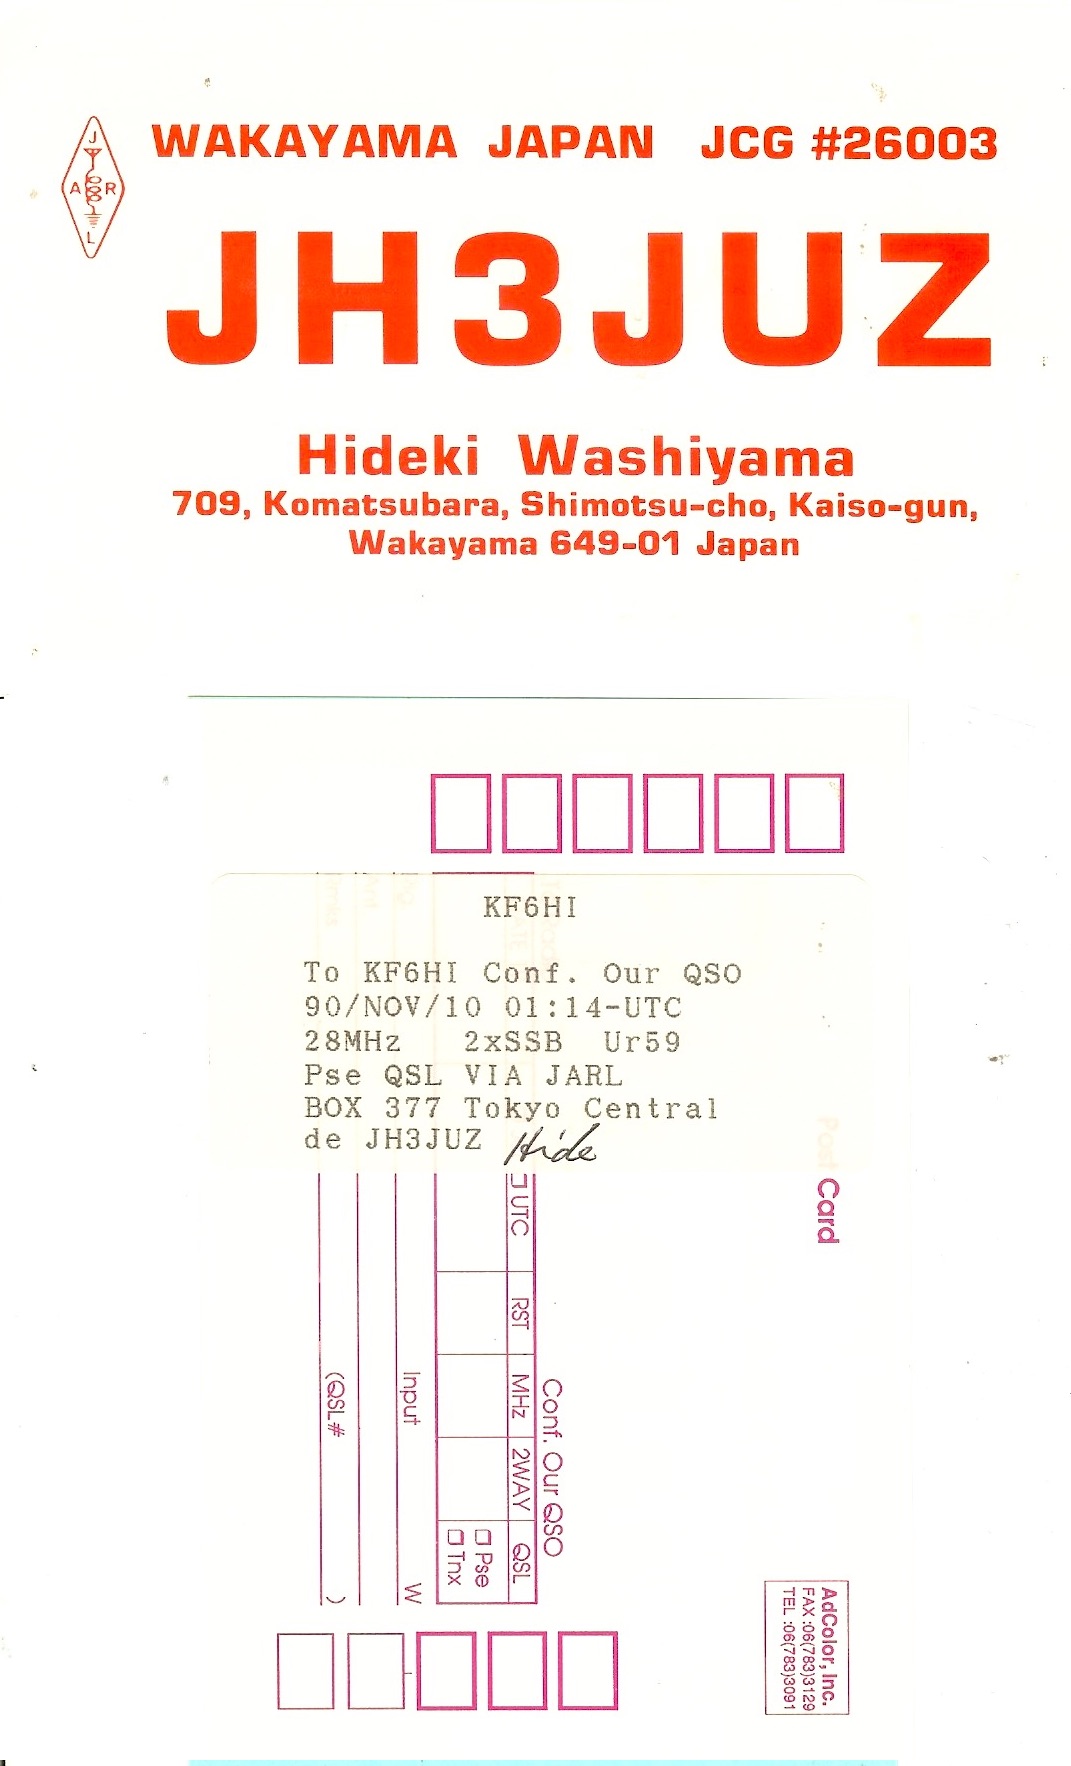 WAKAYAMA JAPAN JCG #26003
J
A R
L
JH3JUZ
Hideki Washiyama
709, Komatsubara, Shimotsu-cho, Kaiso-gun,
Wakayama 649-01 Japan
KF6HI
To KF6HI Conf. Our QSO
90/NOV/10 01:14-UTC
28MHz 2xSSB Ur59
Pse QSL VIA JARL
BOX 377 Tokyo Central
de JH3JUZ Hide
Post Card
Conf. Our QSO
UTC RST MHz 2WAY QSL
Pse
Tnx
Input W
(QSL# )
AdColor, Inc.
FAX :06(783)3129
TEL :06(783)3091